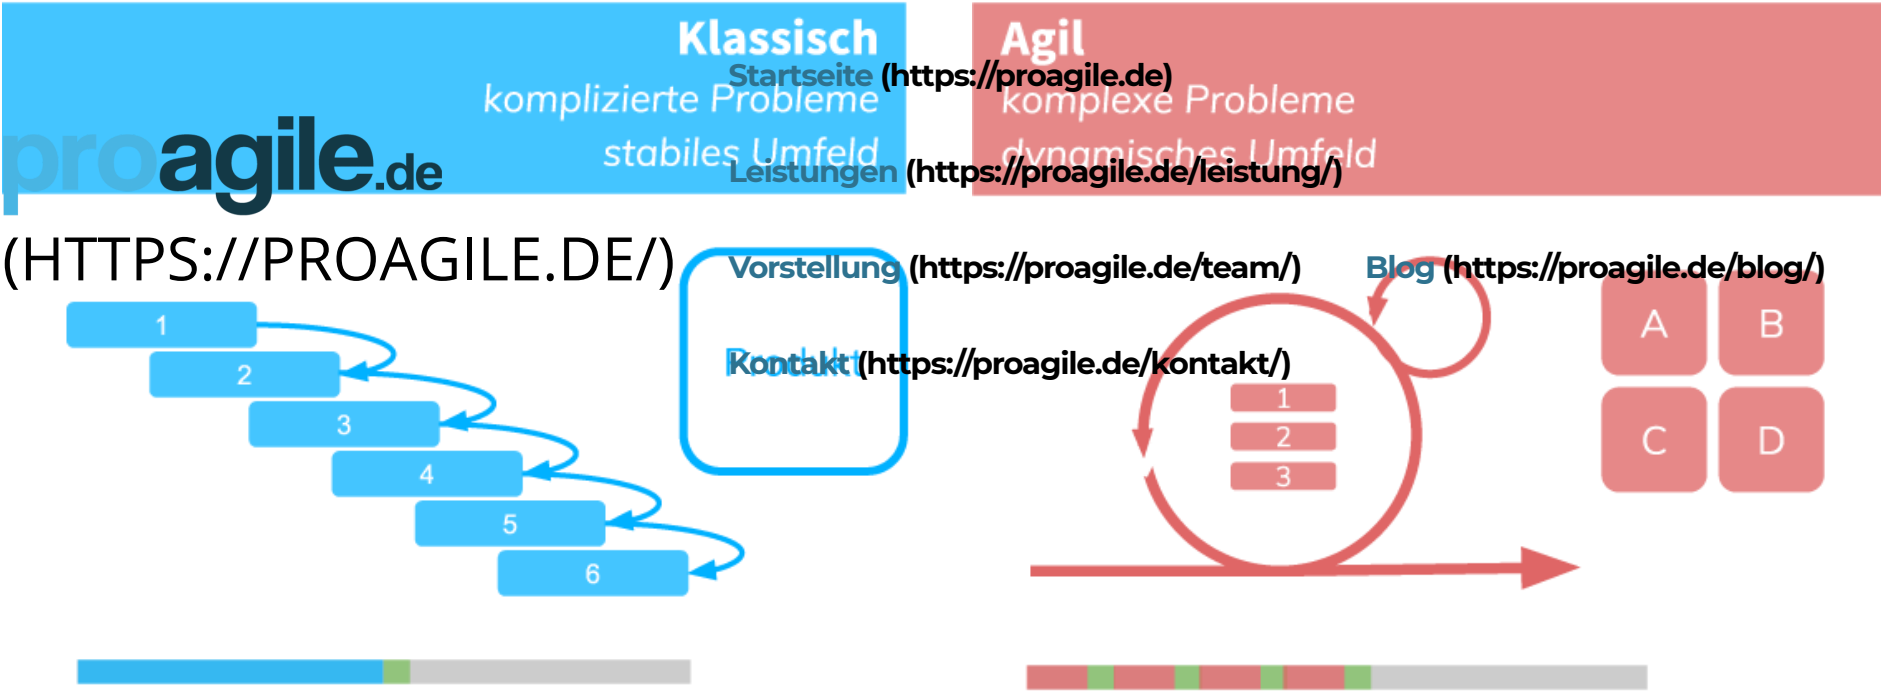 Klassisch
komplizierte Probleme
stabiles Umfeld
Agil
komplexe Probleme
dynamisches Umfeld
proagile.de
(HTTPS://PROAGILE.DE/)
Startseite (https://proagile.de)
Leistungen (https://proagile.de/leistung/)
Vorstellung (https://proagile.de/team/)
Blog (https://proagile.de/blog/)
Kontakt (https://proagile.de/kontakt/)
1
2
3
4
5
6
Produkt
1
2
3
A B
C D